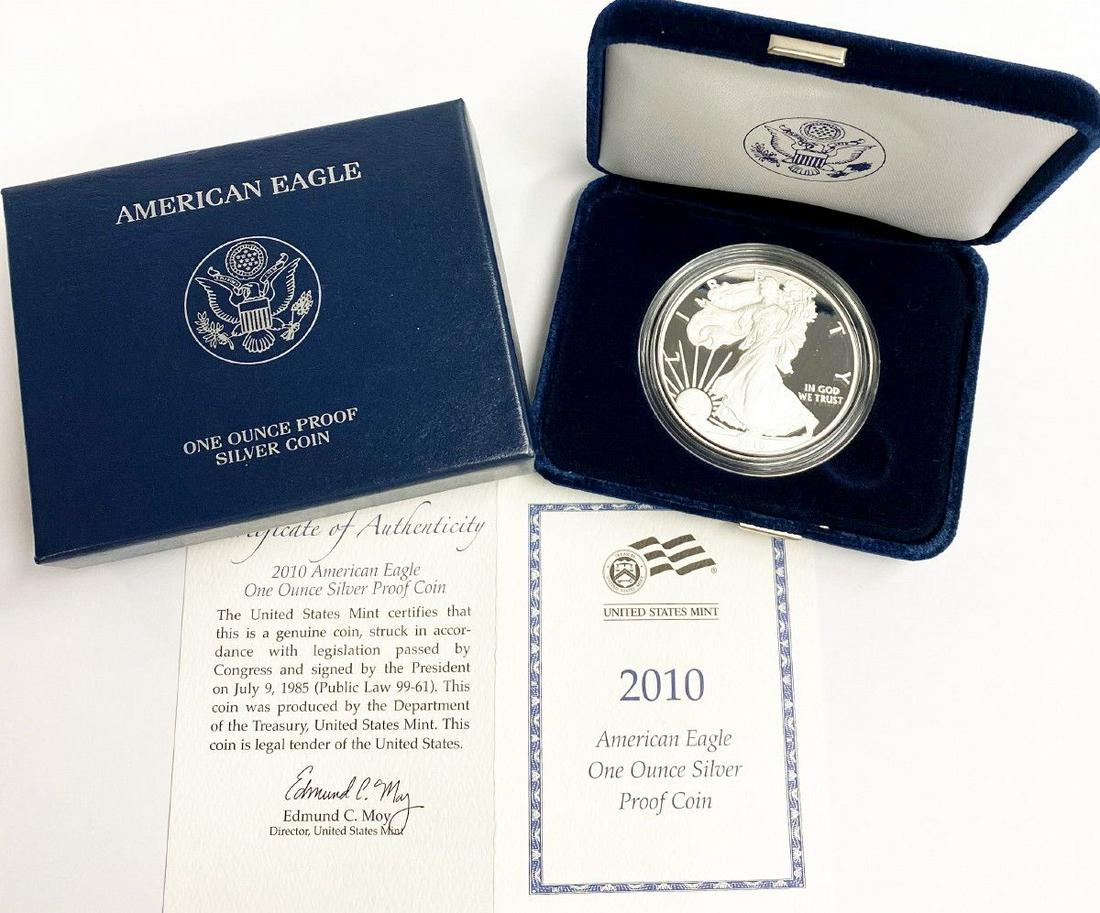 AMERICAN EAGLE
ONE OUNCE PROOF
SILVER COIN
LIBERTY
IN GOD
WE TRUST
of Authenticity
2010 American Eagle
One Ounce Silver Proof Coin
The United States Mint certifies that
this is a genuine coin, struck in accor-
dance with legislation passed by
Congress and signed by the President
on July 9, 1985 (Public Law 99-61). This
coin was produced by the Department
of the Treasury, United States Mint. This
coin is legal tender of the United States.
Edmund C. Moy
Edmund C. Moy
Director, United States Mint
UNITED STATES MINT
2010
American Eagle
One Ounce Silver
Proof Coin